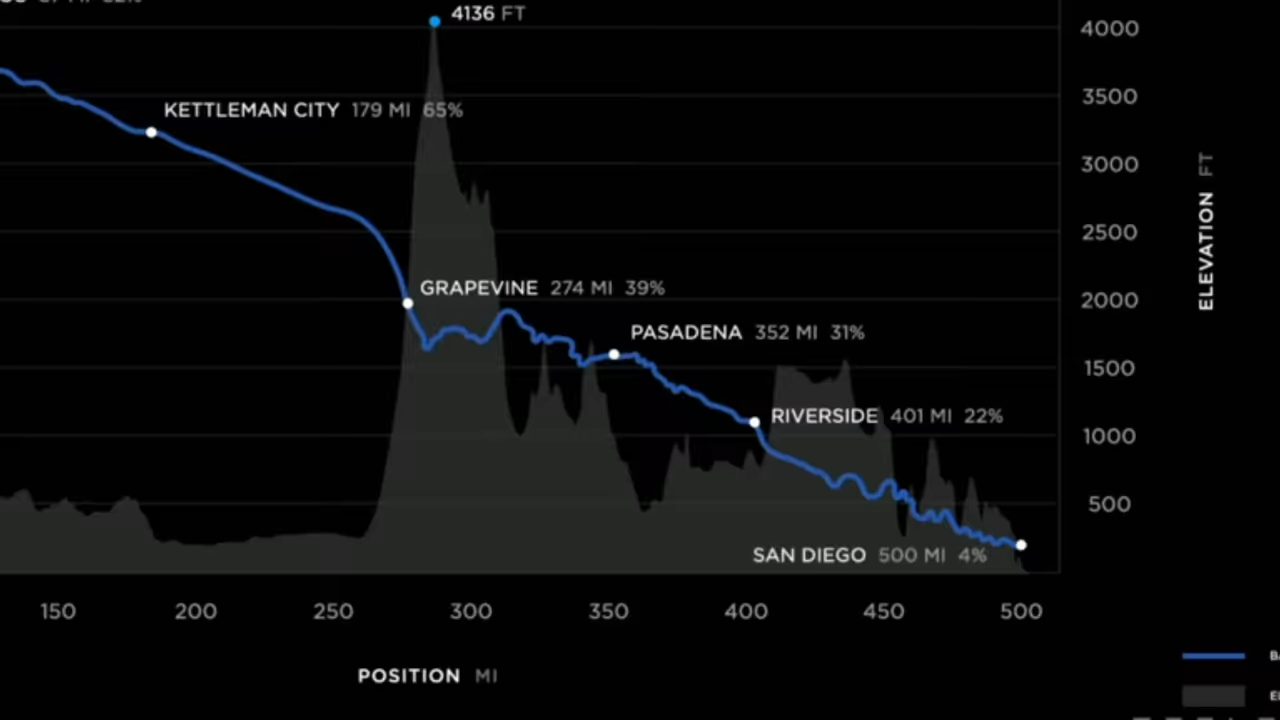 4136 FT
4000
3500
KETTLEMAN CITY 179 MI 65%
3000
2500
GRAPEVINE 274 MI 39%
2000
PASADENA 352 MI 31%
1500
RIVERSIDE 401 MI 22%
1000
500
SAN DIEGO 500 MI 4%
ELEVATION FT
150 200 250 300 350 400 450 500
POSITION MI